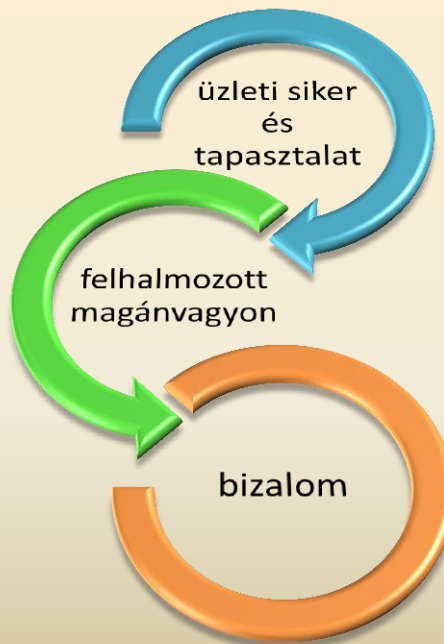 üzleti siker
és
tapasztalat
felhalmozott
magánvagyon
bizalom